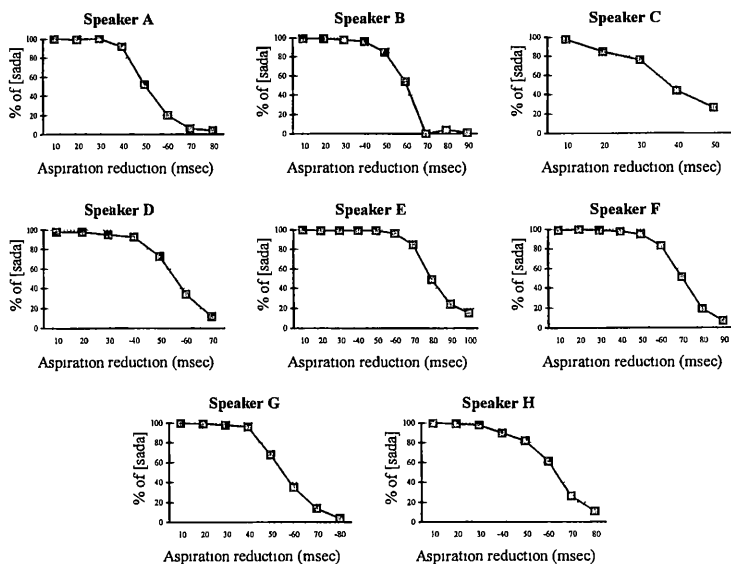 Speaker A
Speaker B
Speaker C
% of [sada]
100
80
60
40
20
0
10 20 30 40 50 -60 70 80
Aspiration reduction (msec)
% of [sada]
100
80
60
40
20
0
10 20 30 -40 50 60 70 80 90
Aspiration reduction (msec)
% of [sada]
100
80
60
40
20
0
10 20 30 40 50
Aspiration reduction (msec)
Speaker D
Speaker E
Speaker F
% of [sada]
100
80
60
40
20
0
10 20 30 40 50 -60 70
Aspiration reduction (msec)
% of [sada]
100
80
60
40
20
0
10 20 30 -40 50 60 70 80 90 100
Aspiration reduction (msec)
% of [sada]
100
80
60
40
20
0
10 20 30 40 50 -60 70 80 90
Aspiration reduction (msec)
Speaker G
Speaker H
% of [sada]
100
80
60
40
20
0
10 20 30 40 50 -60 70 -80
Aspiration reduction (msec)
% of [sada]
100
80
60
40
20
0
10 20 30 -40 50 -60 70 80
Aspiration reduction (msec)